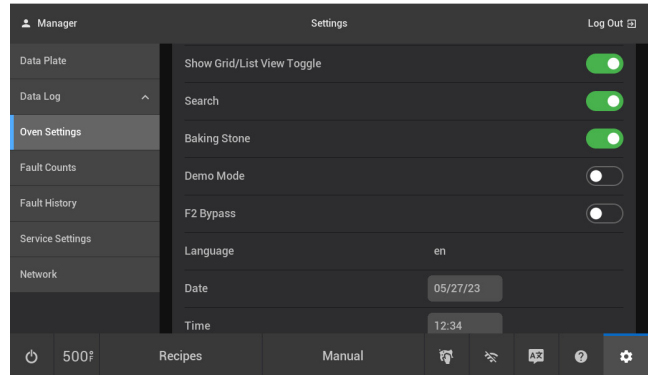 Manager Settings Log Out
Data Plate
Data Log
Oven Settings
Fault Counts
Fault History
Service Settings
Network
Show Grid/List View Toggle
Search
Baking Stone
Demo Mode
F2 Bypass
Language en
Date 05/27/23
Time 12:34
500°F Recipes Manual